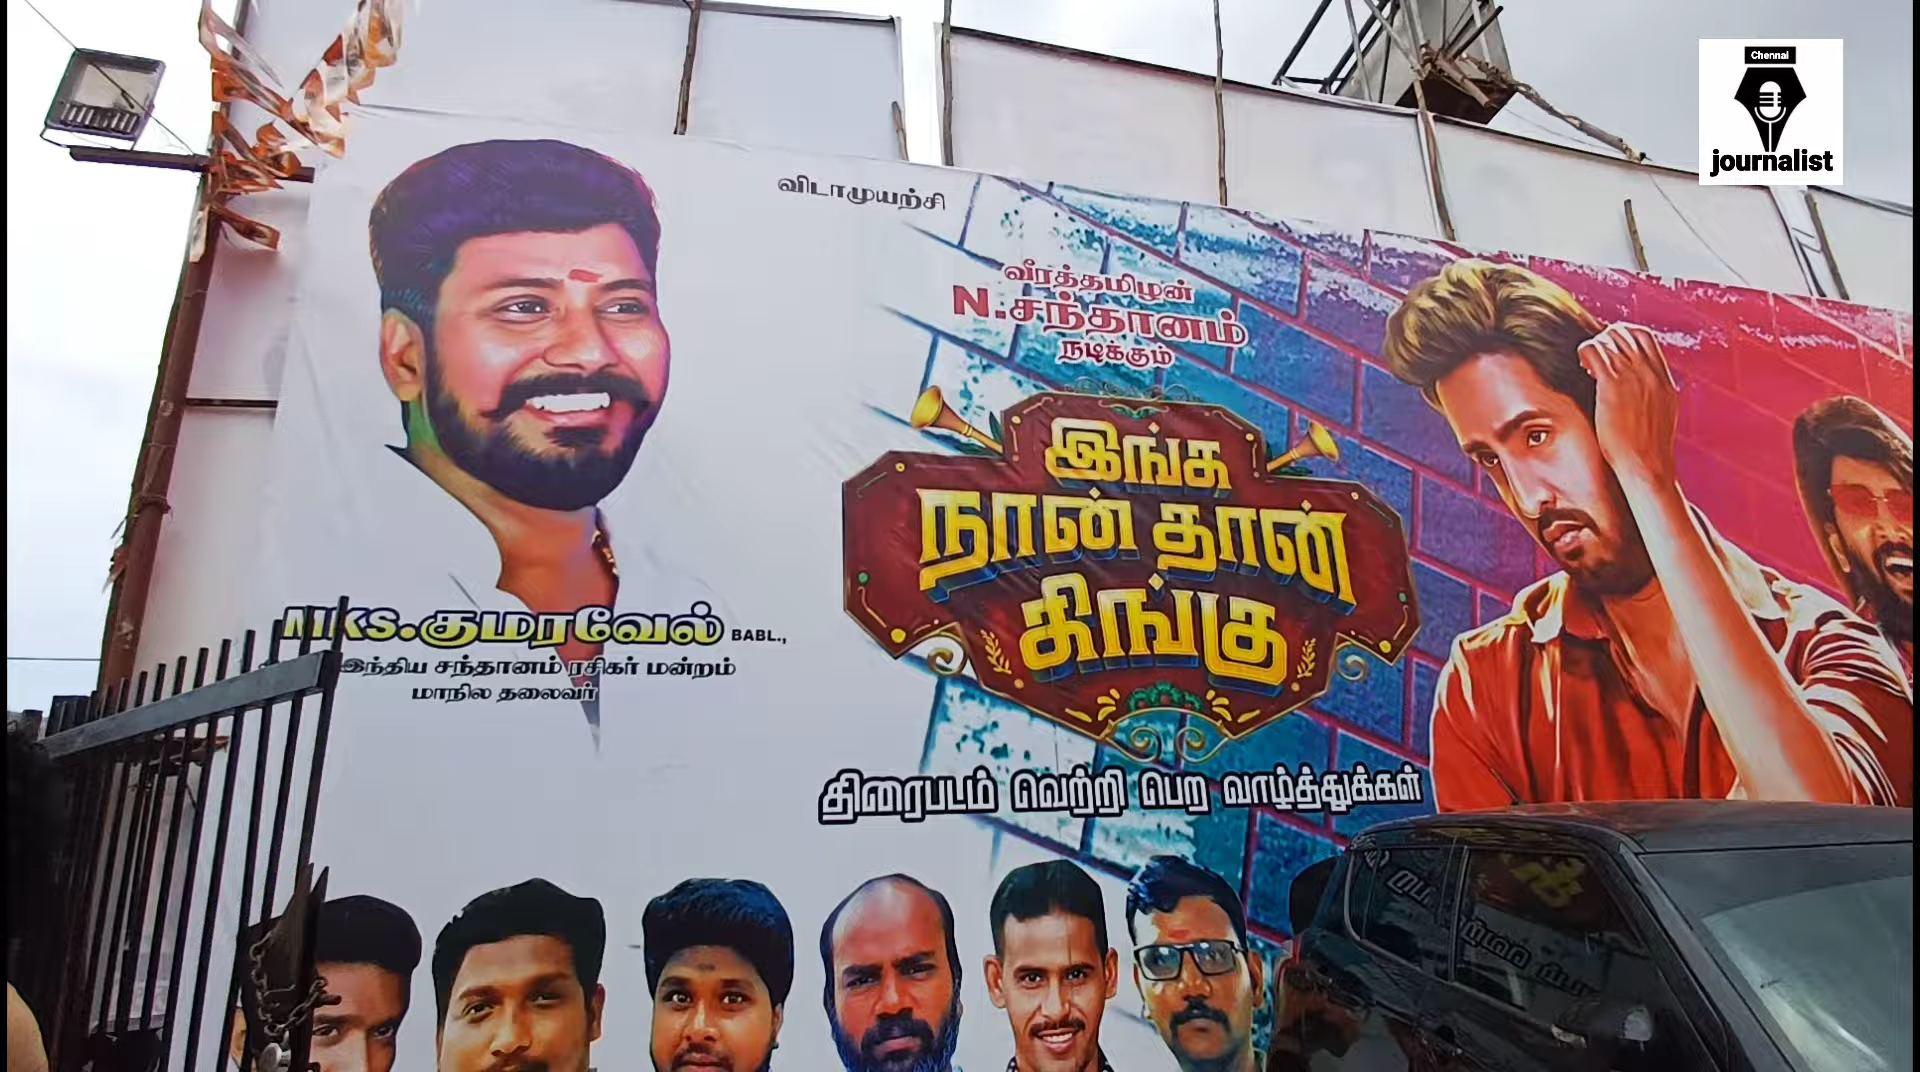 Chennai
journalist
விடாமுயற்சி
வீரத்தமிழன்
N.சந்தானம்
நடிக்கும்
இங்க
நான் தான்
கிங்கு
MKS.குமரவேல் BABL.,
இந்திய சந்தானம் ரசிகர் மன்றம்
மாநில தலைவர்
திரைபடம் வெற்றி பெற வாழ்த்துக்கள்